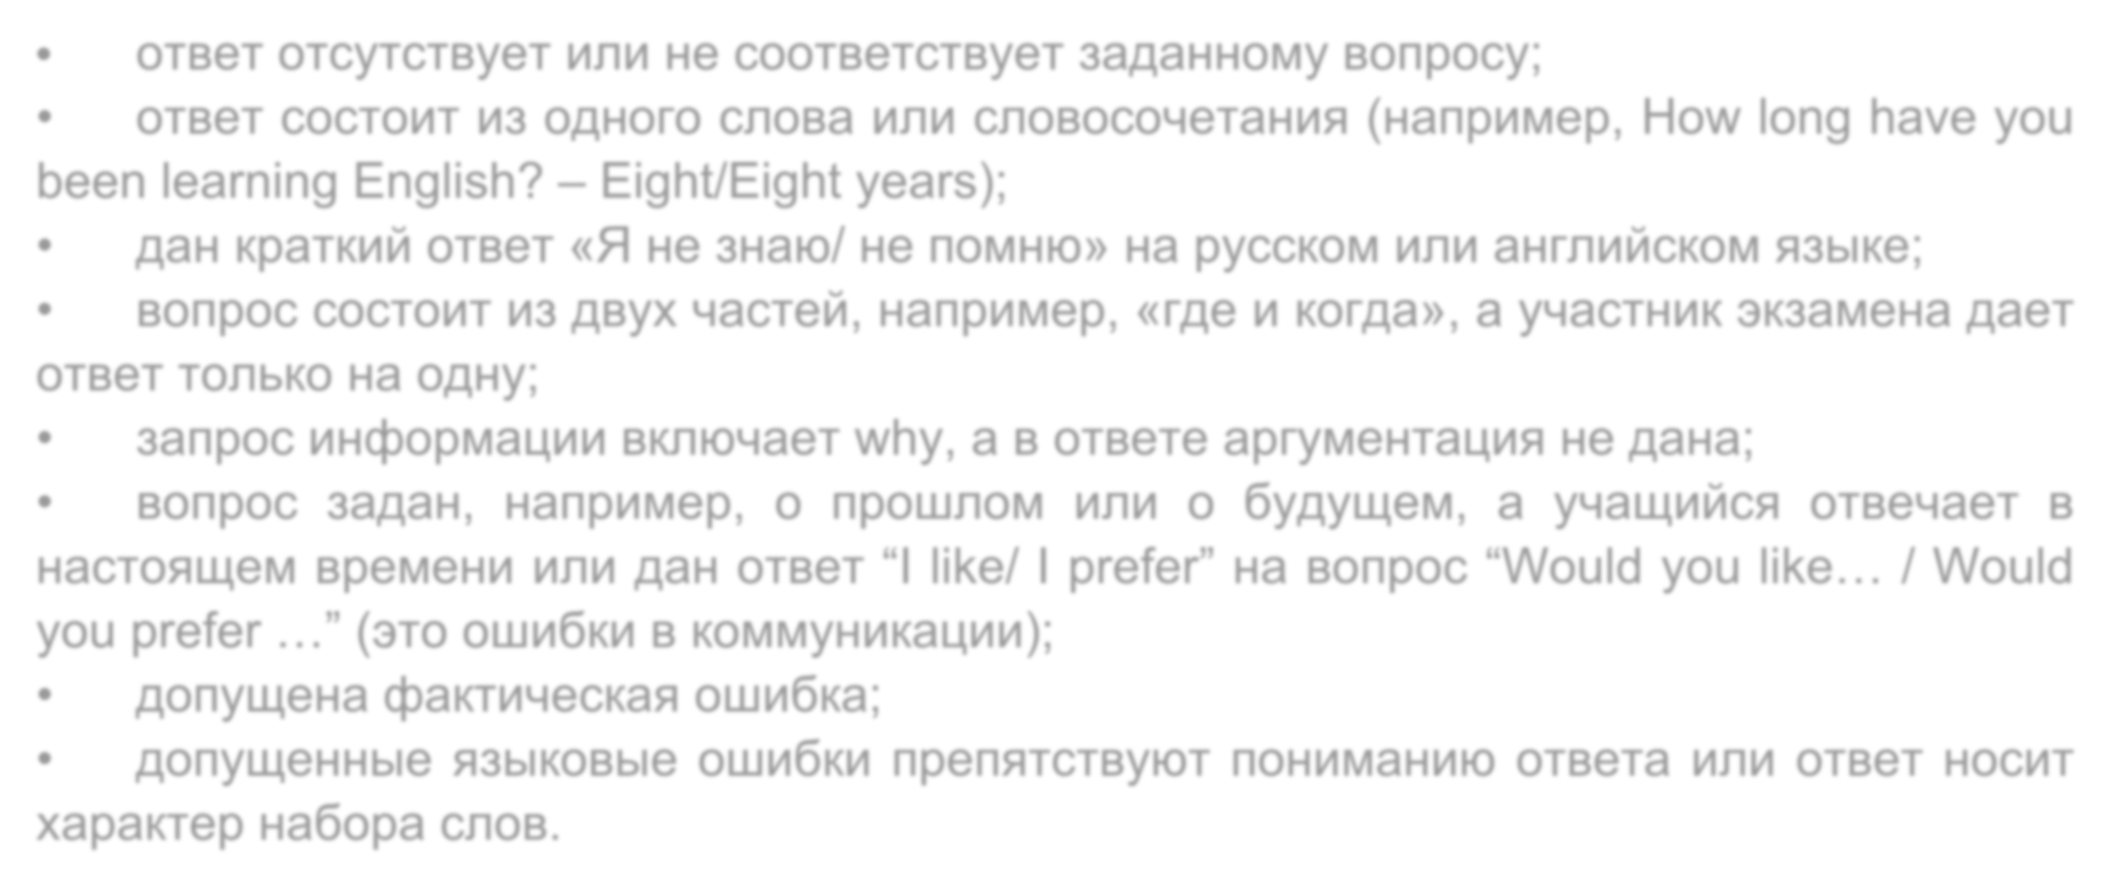 • ответ отсутствует или не соответствует заданному вопросу;
• ответ состоит из одного слова или словосочетания (например, How long have you
been learning English? – Eight/Eight years);
• дан краткий ответ «Я не знаю/ не помню» на русском или английском языке;
• вопрос состоит из двух частей, например, «где и когда», а участник экзамена дает
ответ только на одну;
• запрос информации включает why, а в ответе аргументация не дана;
• вопрос задан, например, о прошлом или о будущем, а учащийся отвечает в
настоящем времени или дан ответ “I like/ I prefer” на вопрос “Would you like… / Would
you prefer …” (это ошибки в коммуникации);
• допущена фактическая ошибка;
• допущенные языковые ошибки препятствуют пониманию ответа или ответ носит
характер набора слов.